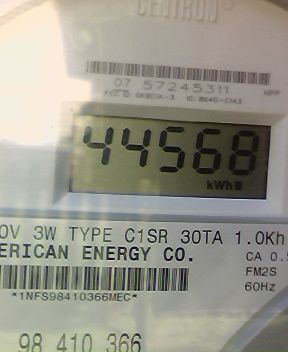 CENTRON®
07 57245311
44568
kWh
0V 3W TYPE C1SR 30TA 1.0Kh
ERICAN ENERGY CO.
CA 0.5
FM2S
*1NFS98410366MEC*
60Hz
98 410 366